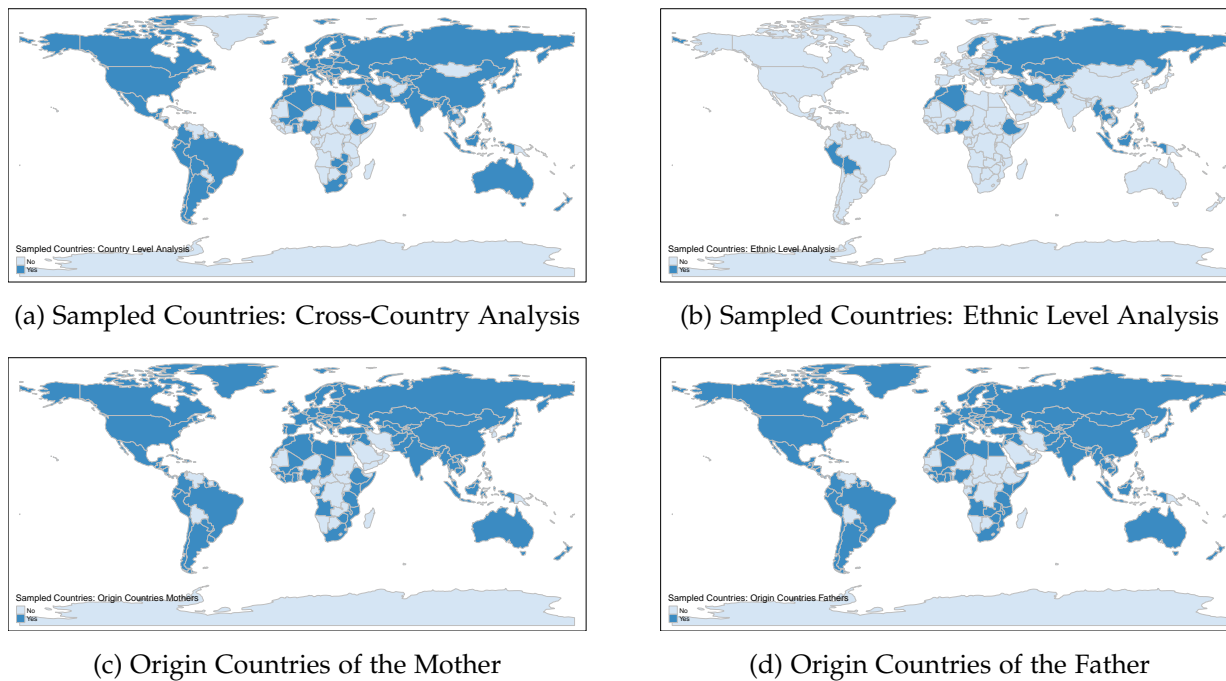 Sampled Countries: Country Level Analysis
No
Yes
(a) Sampled Countries: Cross-Country Analysis
Sampled Countries: Ethnic Level Analysis
No
Yes
(b) Sampled Countries: Ethnic Level Analysis
Sampled Countries: Origin Countries Mothers
No
Yes
(c) Origin Countries of the Mother
Sampled Countries: Origin Countries Fathers
No
Yes
(d) Origin Countries of the Father